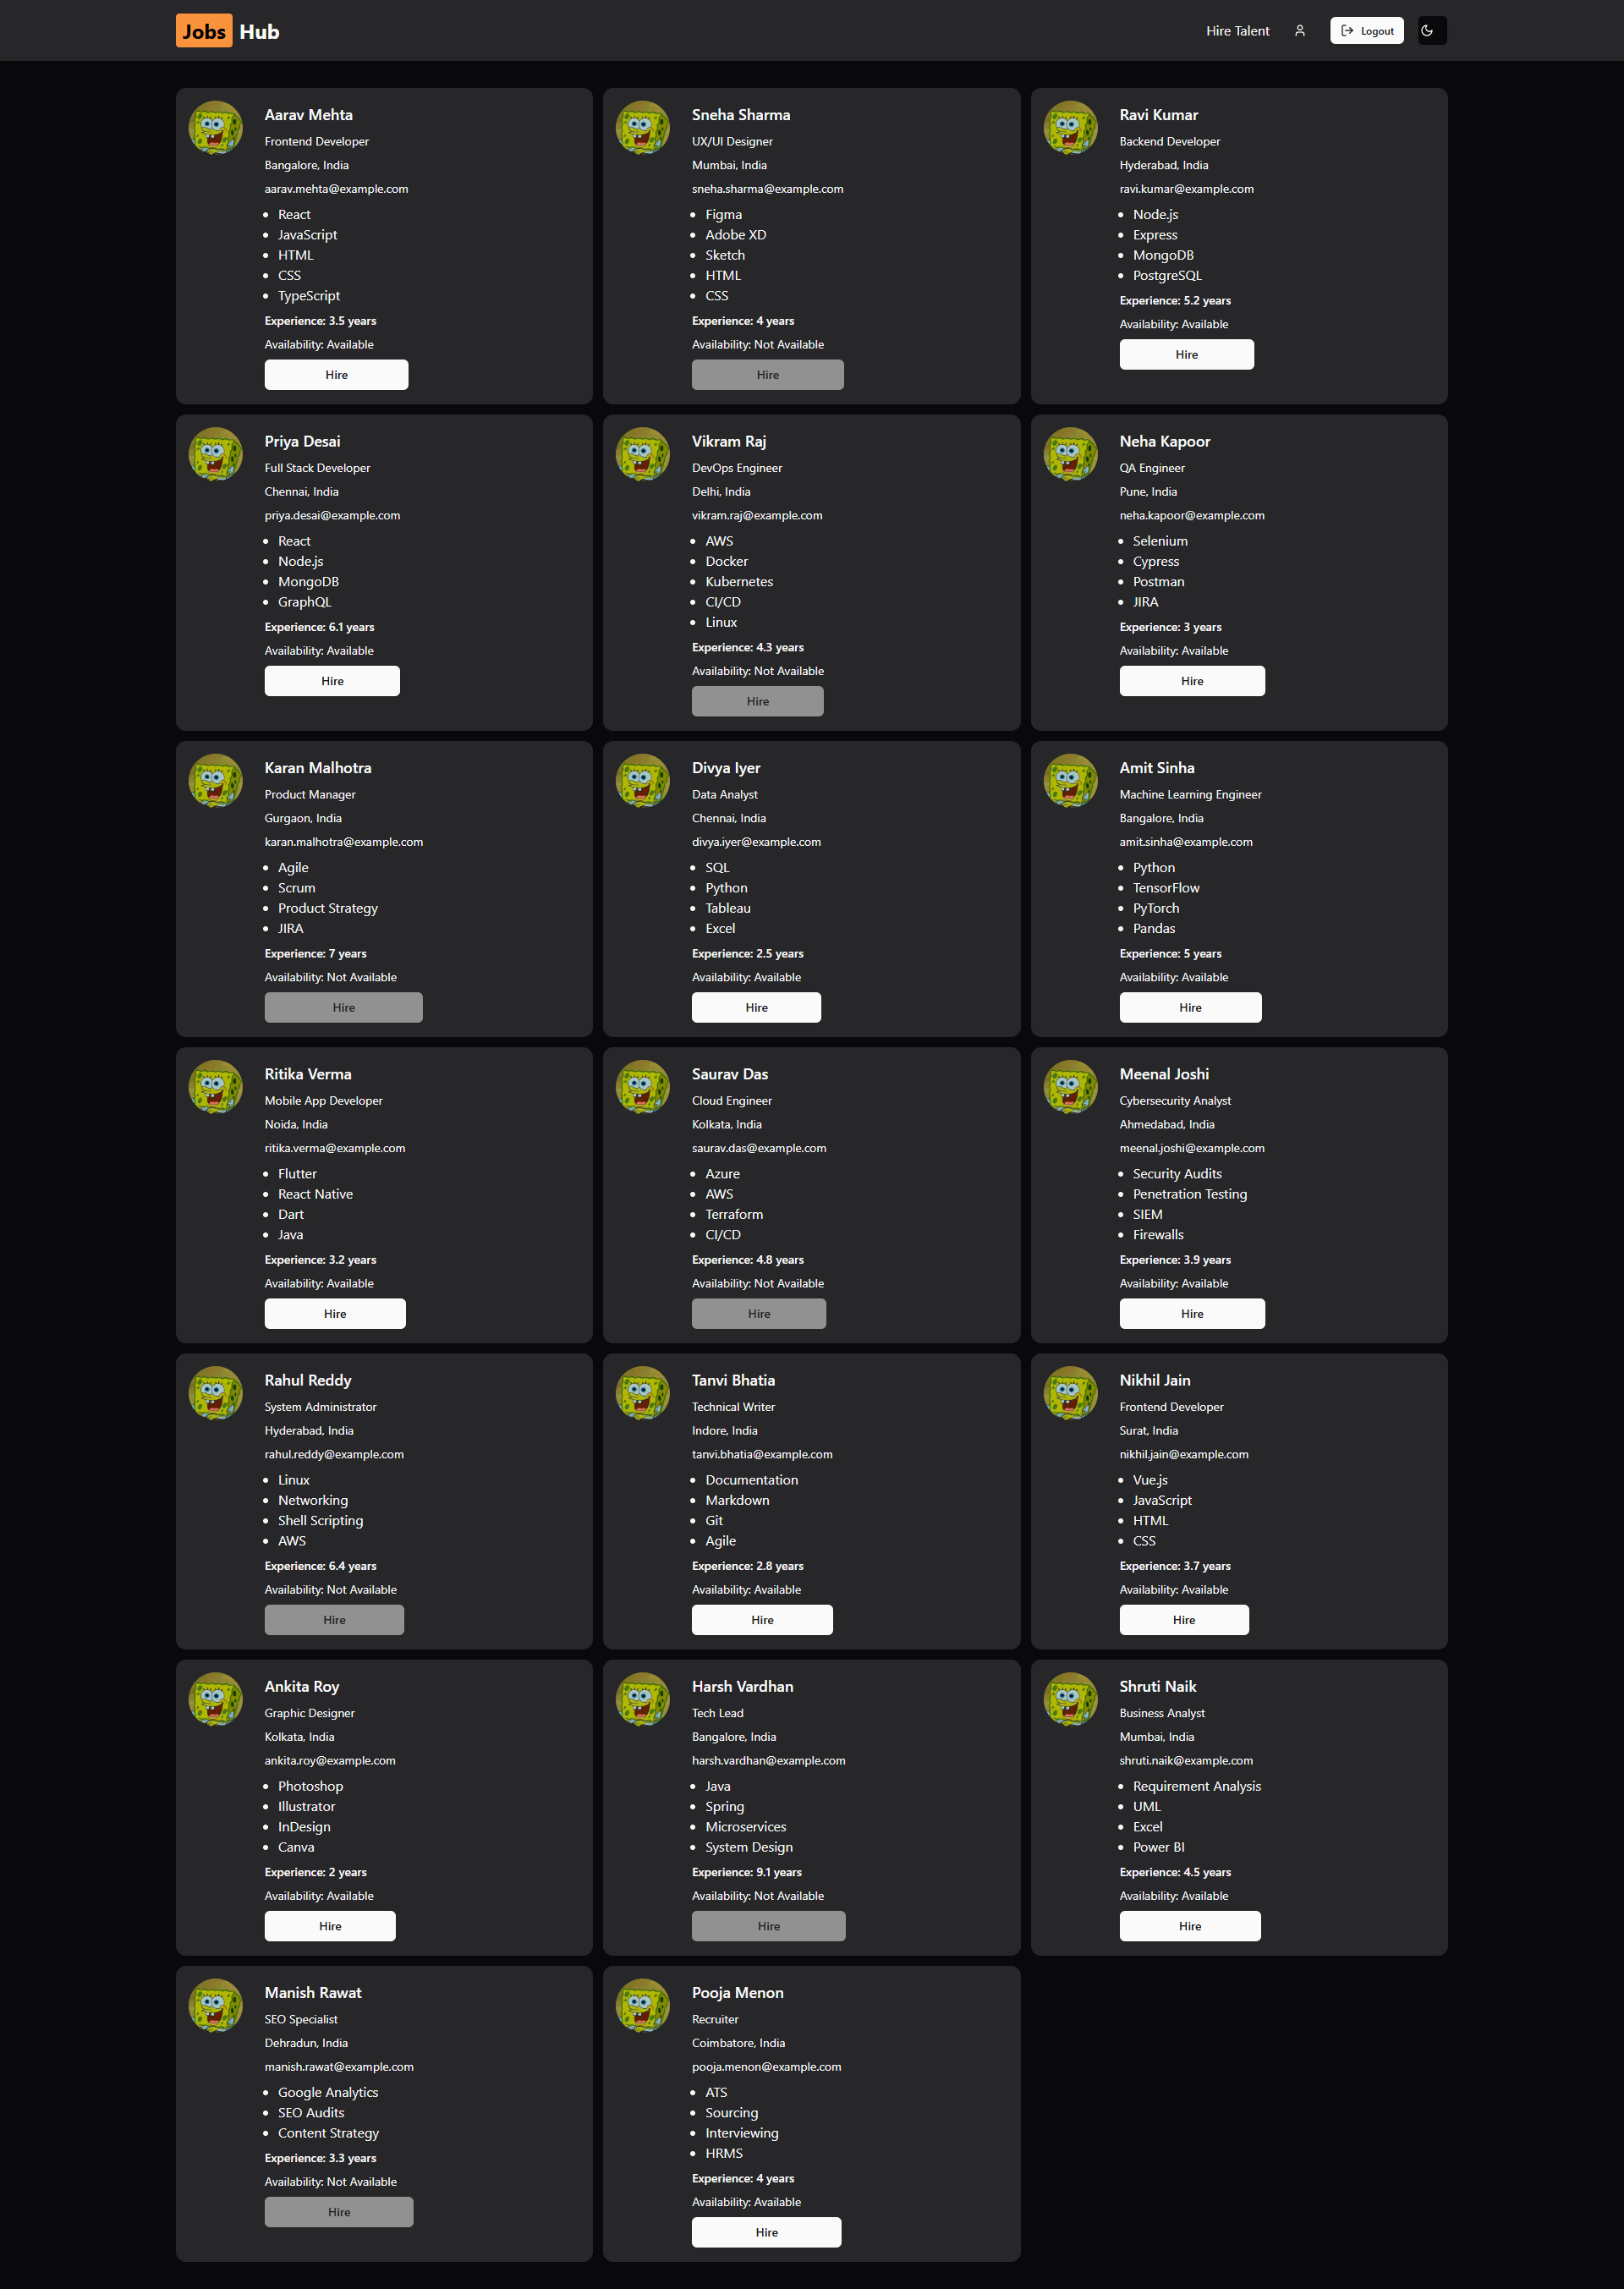 Jobs Hub
Hire Talent
Logout
Aarav Mehta
Frontend Developer
Bangalore, India
aarav.mehta@example.com
React
JavaScript
HTML
CSS
TypeScript
Experience: 3.5 years
Availability: Available
Hire
Sneha Sharma
UX/UI Designer
Mumbai, India
sneha.sharma@example.com
Figma
Adobe XD
Sketch
HTML
CSS
Experience: 4 years
Availability: Not Available
Hire
Ravi Kumar
Backend Developer
Hyderabad, India
ravi.kumar@example.com
Node.js
Express
MongoDB
PostgreSQL
Experience: 5.2 years
Availability: Available
Hire
Priya Desai
Full Stack Developer
Chennai, India
priya.desai@example.com
React
Node.js
MongoDB
GraphQL
Experience: 6.1 years
Availability: Available
Hire
Vikram Raj
DevOps Engineer
Delhi, India
vikram.raj@example.com
AWS
Docker
Kubernetes
CI/CD
Linux
Experience: 4.3 years
Availability: Not Available
Hire
Neha Kapoor
QA Engineer
Pune, India
neha.kapoor@example.com
Selenium
Cypress
Postman
JIRA
Experience: 3 years
Availability: Available
Hire
Karan Malhotra
Product Manager
Gurgaon, India
karan.malhotra@example.com
Agile
Scrum
Product Strategy
JIRA
Experience: 7 years
Availability: Not Available
Hire
Divya Iyer
Data Analyst
Chennai, India
divya.iyer@example.com
SQL
Python
Tableau
Excel
Experience: 2.5 years
Availability: Available
Hire
Amit Sinha
Machine Learning Engineer
Bangalore, India
amit.sinha@example.com
Python
TensorFlow
PyTorch
Pandas
Experience: 5 years
Availability: Available
Hire
Ritika Verma
Mobile App Developer
Noida, India
ritika.verma@example.com
Flutter
React Native
Dart
Java
Experience: 3.2 years
Availability: Available
Hire
Saurav Das
Cloud Engineer
Kolkata, India
saurav.das@example.com
Azure
AWS
Terraform
CI/CD
Experience: 4.8 years
Availability: Not Available
Hire
Meenal Joshi
Cybersecurity Analyst
Ahmedabad, India
meenal.joshi@example.com
Security Audits
Penetration Testing
SIEM
Firewalls
Experience: 3.9 years
Availability: Available
Hire
Rahul Reddy
System Administrator
Hyderabad, India
rahul.reddy@example.com
Linux
Networking
Shell Scripting
AWS
Experience: 6.4 years
Availability: Not Available
Hire
Tanvi Bhatia
Technical Writer
Indore, India
tanvi.bhatia@example.com
Documentation
Markdown
Git
Agile
Experience: 2.8 years
Availability: Available
Hire
Nikhil Jain
Frontend Developer
Surat, India
nikhil.jain@example.com
Vue.js
JavaScript
HTML
CSS
Experience: 3.7 years
Availability: Available
Hire
Ankita Roy
Graphic Designer
Kolkata, India
ankita.roy@example.com
Photoshop
Illustrator
InDesign
Canva
Experience: 2 years
Availability: Available
Hire
Harsh Vardhan
Tech Lead
Bangalore, India
harsh.vardhan@example.com
Java
Spring
Microservices
System Design
Experience: 9.1 years
Availability: Not Available
Hire
Shruti Naik
Business Analyst
Mumbai, India
shruti.naik@example.com
Requirement Analysis
UML
Excel
Power BI
Experience: 4.5 years
Availability: Available
Hire
Manish Rawat
SEO Specialist
Dehradun, India
manish.rawat@example.com
Google Analytics
SEO Audits
Content Strategy
Experience: 3.3 years
Availability: Not Available
Hire
Pooja Menon
Recruiter
Coimbatore, India
pooja.menon@example.com
ATS
Sourcing
Interviewing
HRMS
Experience: 4 years
Availability: Available
Hire